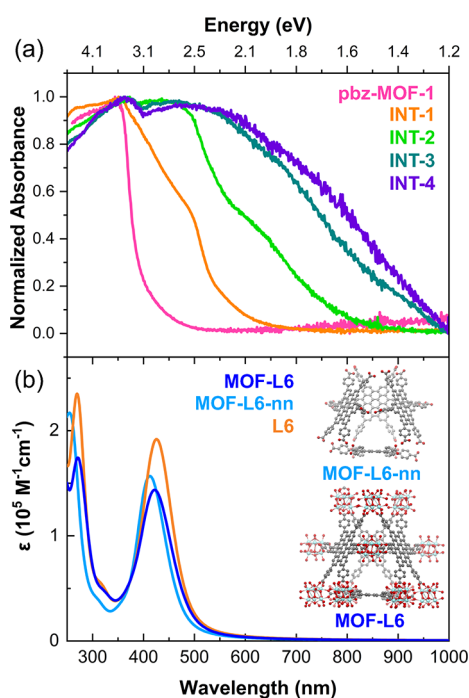 Energy (eV)
(a)
4.1 3.1 2.5 2.1 1.8 1.6 1.4 1.2
Normalized Absorbance
1.0
0.8
0.6
0.4
0.2
0.0
pbz-MOF-1
INT-1
INT-2
INT-3
INT-4
(b)
MOF-L6
MOF-L6-nn
L6
ε (10⁵ M⁻¹cm⁻¹)
2
1
0
MOF-L6-nn
MOF-L6
300 400 500 600 700 800 900 1000
Wavelength (nm)